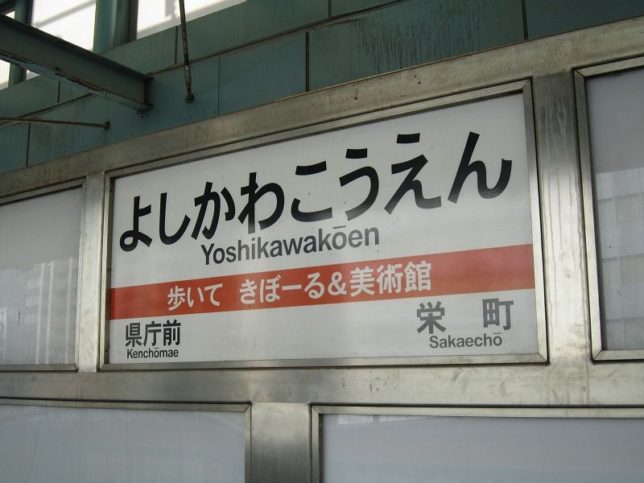 よしかわこうえん
Yoshikawakōen
歩いて きぼーる&美術館
県庁前
Kenchōmae
栄町
Sakaechō